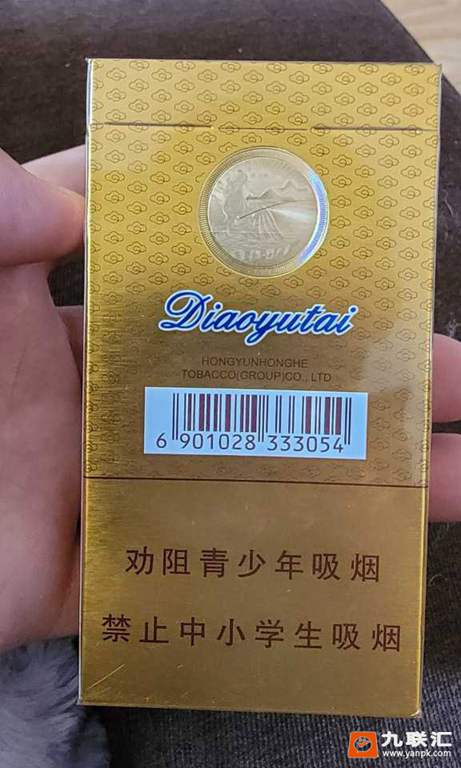 Diaoyutai
HONGYUNHONGHE
TOBACCO(GROUP)CO., LTD
6 901028 333054
劝阻青少年吸烟
禁止中小学生吸烟
九联汇
www.yanpk.com